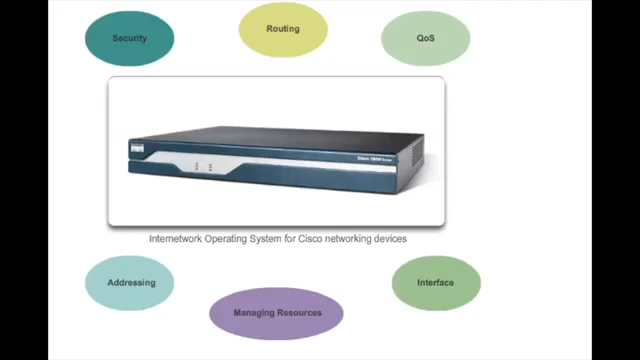 Security
Routing
QoS
Internetwork Operating System for Cisco networking devices
Addressing
Interface
Managing Resources